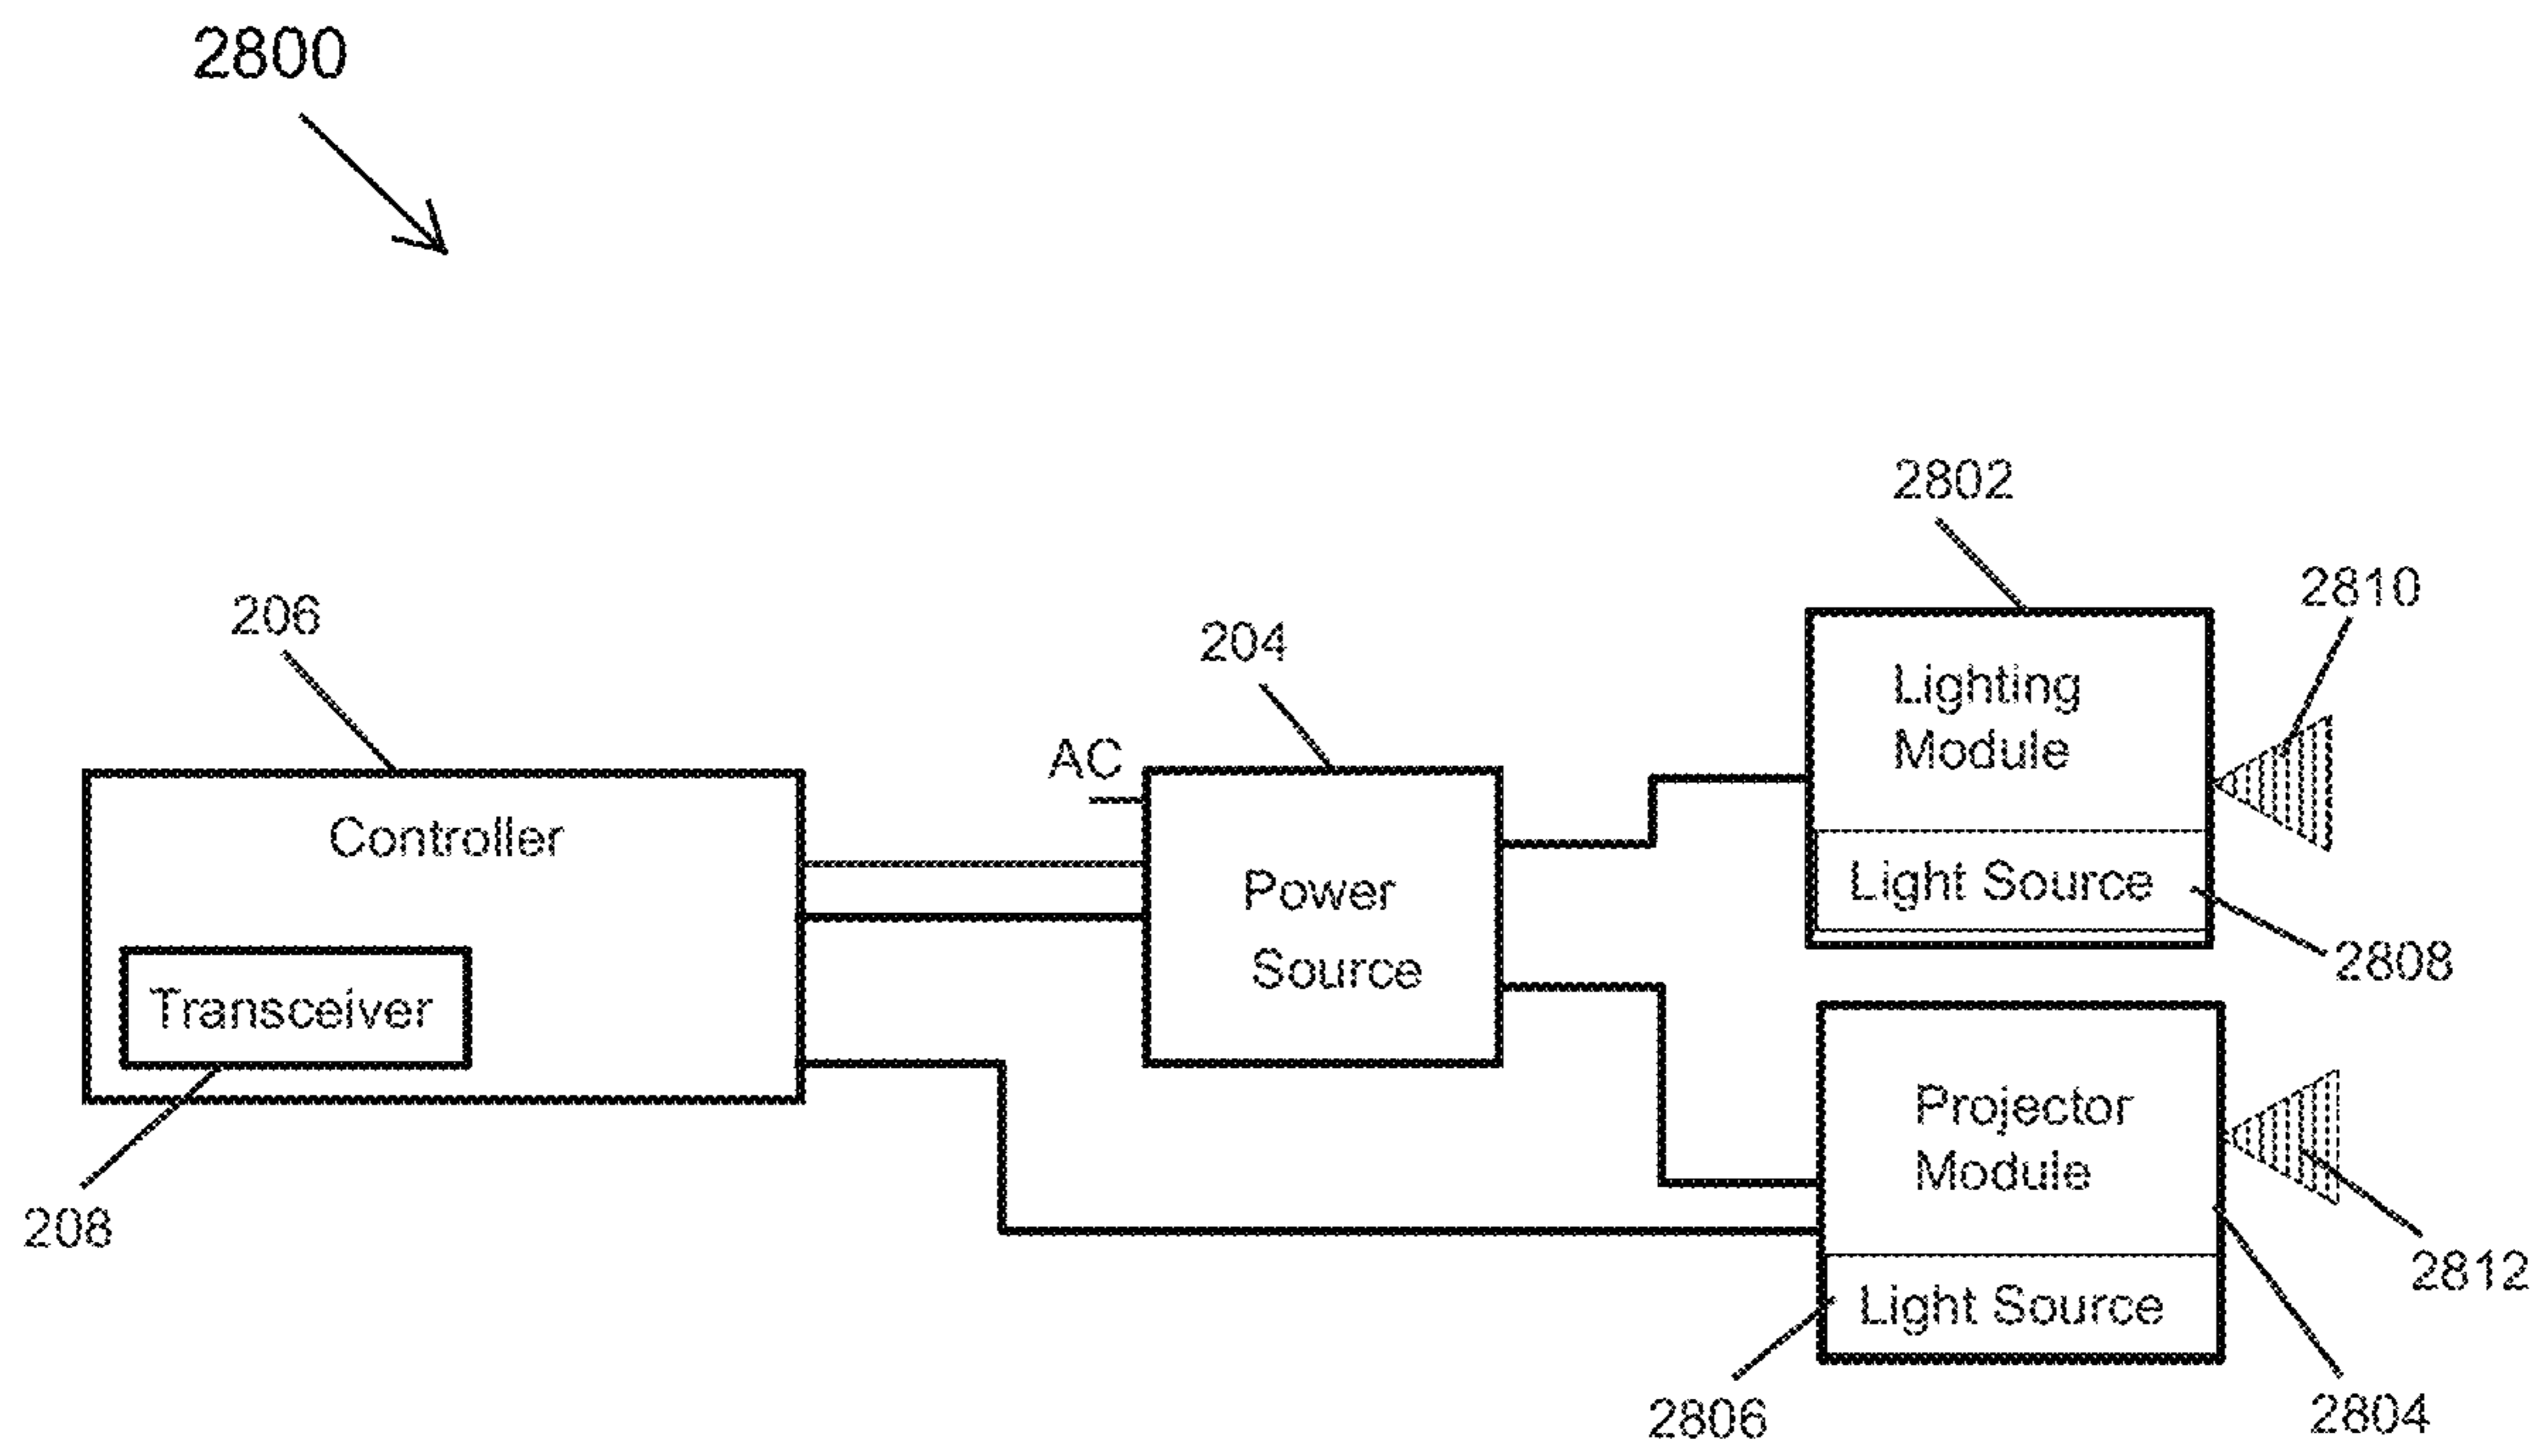 2800
2802
2810
206
204
Lighting
Module
AC
Controller
Power
Source
Light Source
2808
Transceiver
Projector
Module
208
2812
Light Source
2806
2804